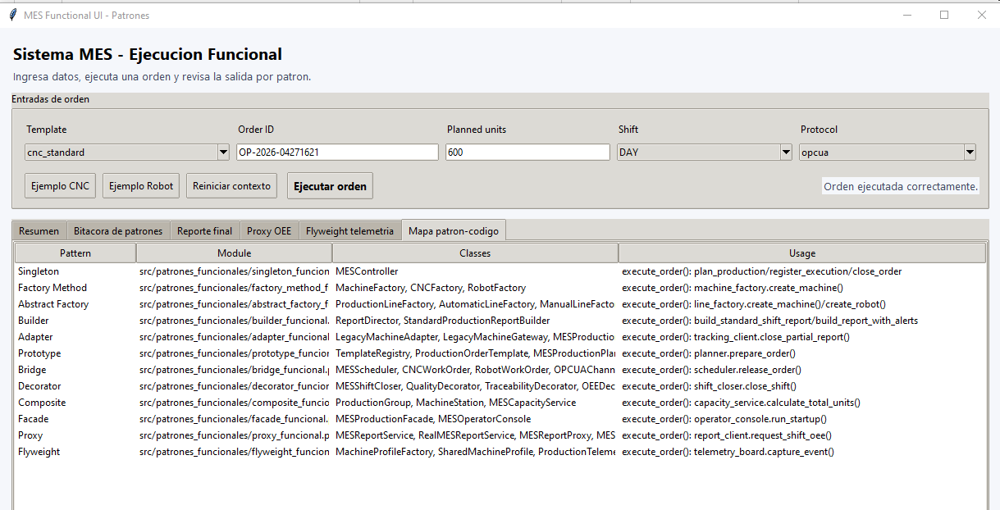 MES Functional UI - Patrones
Sistema MES - Ejecucion Funcional
Ingresa datos, ejecuta una orden y revisa la salida por patron.
Entradas de orden
Template Order ID Planned units Shift Protocol
cnc_standard OP-2026-04271621 600 DAY opcua
Ejemplo CNC Ejemplo Robot Reiniciar contexto Ejecutar orden Orden ejecutada correctamente.
Resumen Bitacora de patrones Reporte final Proxy OEE Flyweight telemetria Mapa patron-codigo
Pattern Module Classes Usage
Singleton src/patrones_funcionales/singleton_funcion MESController execute_order(): plan_production/register_execution/close_order
Factory Method src/patrones_funcionales/factory_method_f MachineFactory, CNCFactory, RobotFactory execute_order(): machine_factory.create_machine()
Abstract Factory src/patrones_funcionales/abstract_factory_f ProductionLineFactory, AutomaticLineFactory, ManualLineFacto execute_order(): line_factory.create_machine()/create_robot()
Builder src/patrones_funcionales/builder_funcional. ReportDirector, StandardProductionReportBuilder execute_order(): build_standard_shift_report/build_report_with_alerts
Adapter src/patrones_funcionales/adapter_funcional LegacyMachineAdapter, LegacyMachineGateway, MESProductio execute_order(): tracking_client.close_partial_report()
Prototype src/patrones_funcionales/prototype_funcior TemplateRegistry, ProductionOrderTemplate, MESProductionPlan execute_order(): planner.prepare_order()
Bridge src/patrones_funcionales/bridge_funcional.p MESScheduler, CNCWorkOrder, RobotWorkOrder, OPCUAChann execute_order(): scheduler.release_order()
Decorator src/patrones_funcionales/decorator_funcior MESShiftCloser, QualityDecorator, TraceabilityDecorator, OEEDec execute_order(): shift_closer.close_shift()
Composite src/patrones_funcionales/composite_funcio ProductionGroup, MachineStation, MESCapacityService execute_order(): capacity_service.calculate_total_units()
Facade src/patrones_funcionales/facade_funcional. MESProductionFacade, MESOperatorConsole execute_order(): operator_console.run_startup()
Proxy src/patrones_funcionales/proxy_funcional.p MESReportService, RealMESReportService, MESReportProxy, MES execute_order(): report_client.request_shift_oee()
Flyweight src/patrones_funcionales/flyweight_funcion MachineProfileFactory, SharedMachineProfile, ProductionTeleme execute_order(): telemetry_board.capture_event()